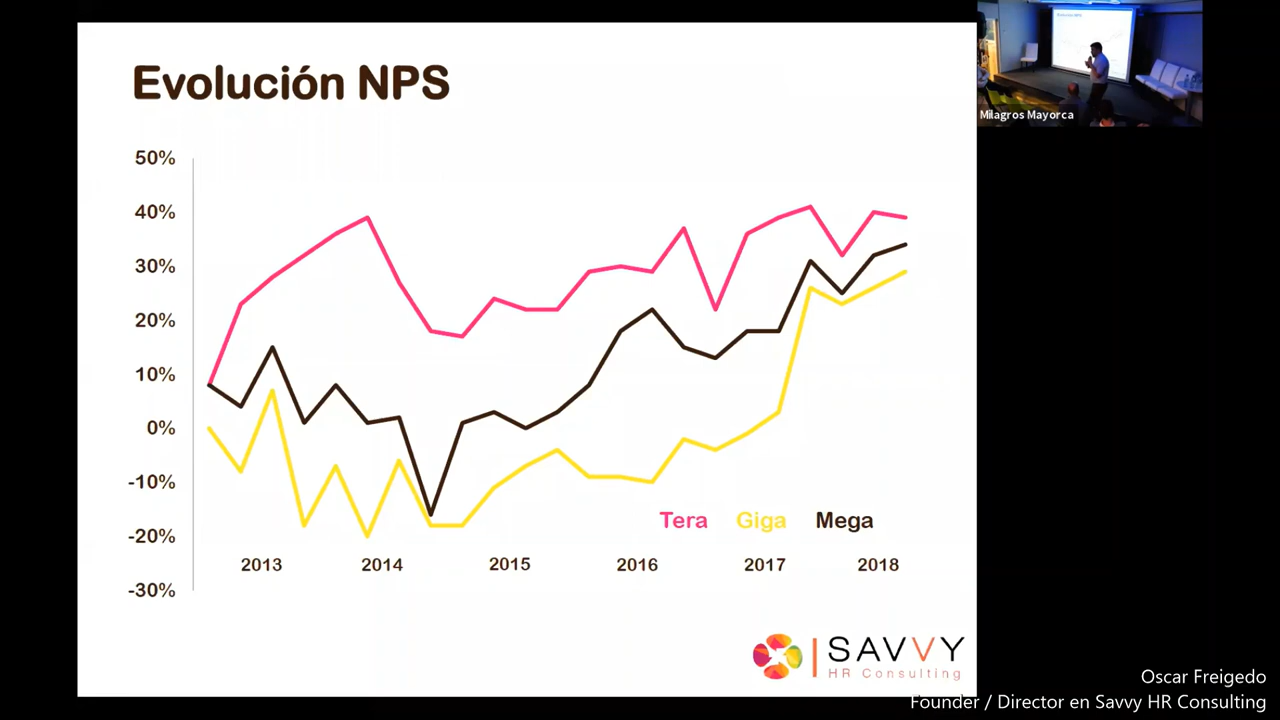 Evolución NPS
50%
40%
30%
20%
10%
0%
-10%
-20%
-30%
Tera Giga Mega
2013 2014 2015 2016 2017 2018
SAVVY
HR Consulting
Milagros Mayorca
Oscar Freigedo
Founder / Director en Savvy HR Consulting